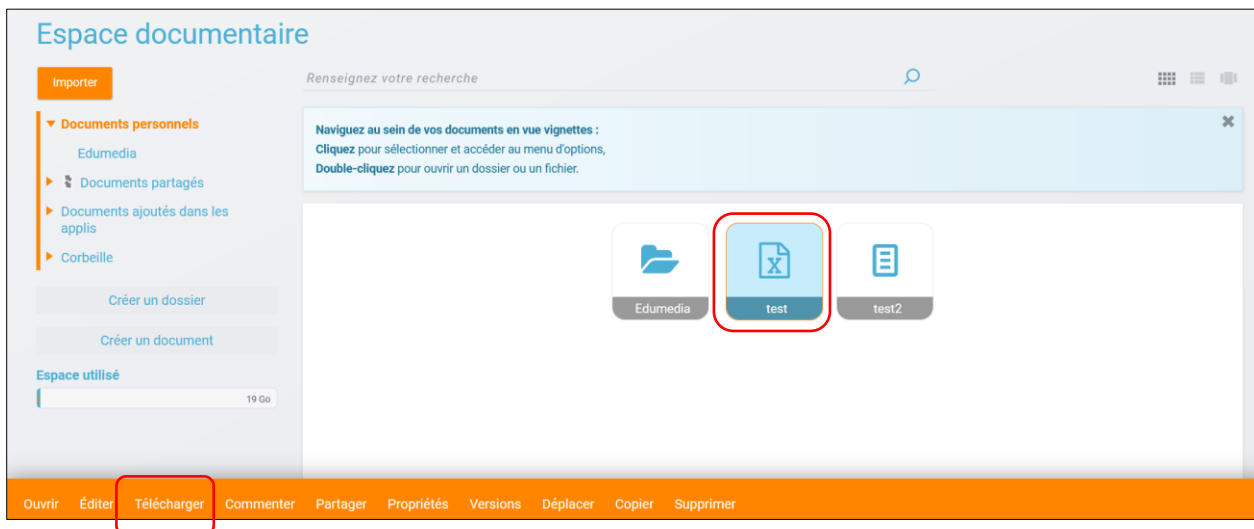 Espace documentaire
Importer
Renseignez votre recherche
Documents personnels
Edumedia
Documents partagés
Documents ajoutés dans les
applis
Corbeille
Créer un dossier
Créer un document
Espace utilisé
19 Go
Naviguez au sein de vos documents en vue vignettes :
Cliquez pour sélectionner et accéder au menu d'options,
Double-cliquez pour ouvrir un dossier ou un fichier.
X
Edumedia
test
test2
Ouvrir Éditer Télécharger Commenter Partager Propriétés Versions Déplacer Copier Supprimer